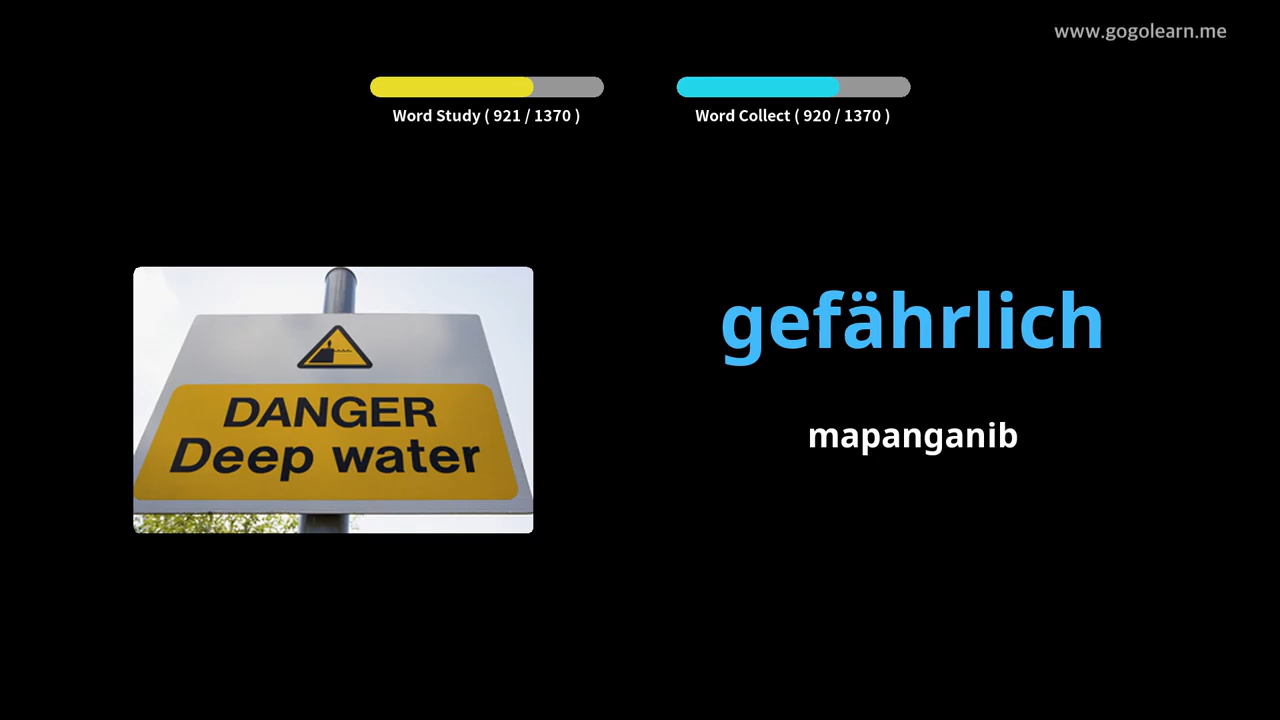 www.gogolearn.me
Word Study ( 921 / 1370 )
Word Collect ( 920 / 1370 )
DANGER
Deep water
gefährlich
mapanganib